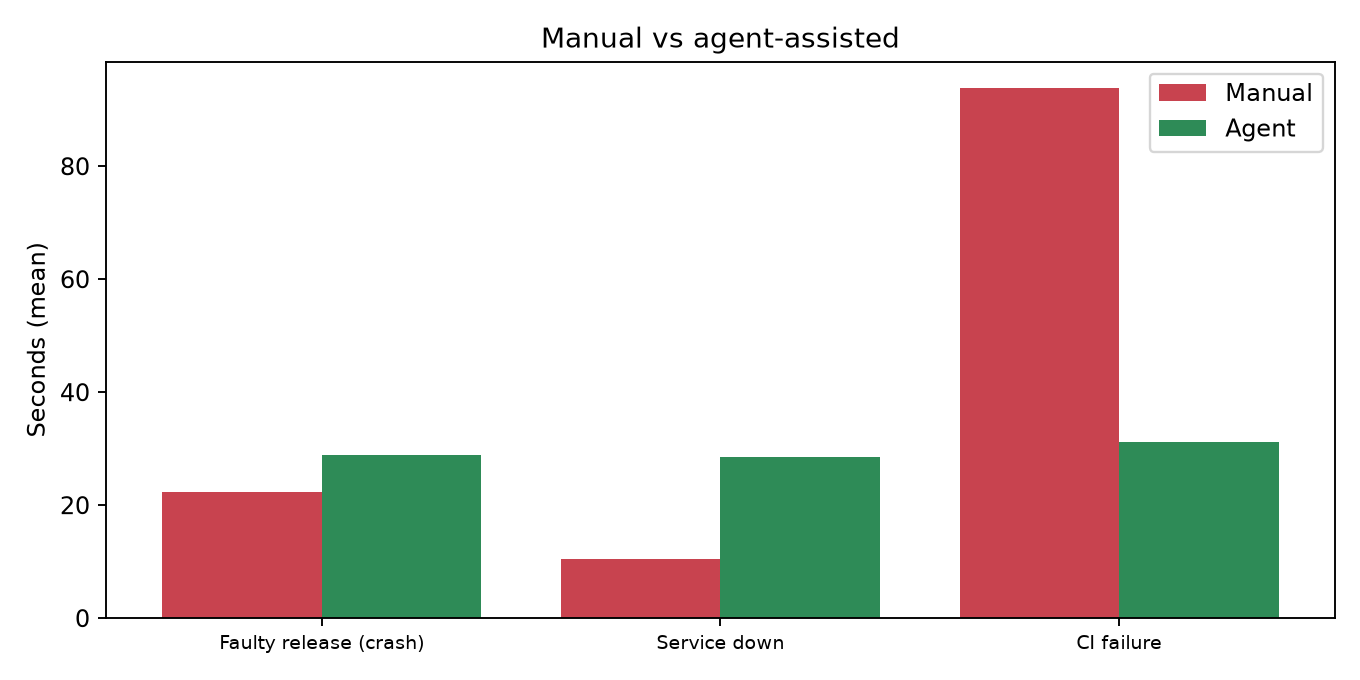 Manual vs agent-assisted
Manual
Agent
Seconds (mean)
80
60
40
20
0
Faulty release (crash)
Service down
CI failure